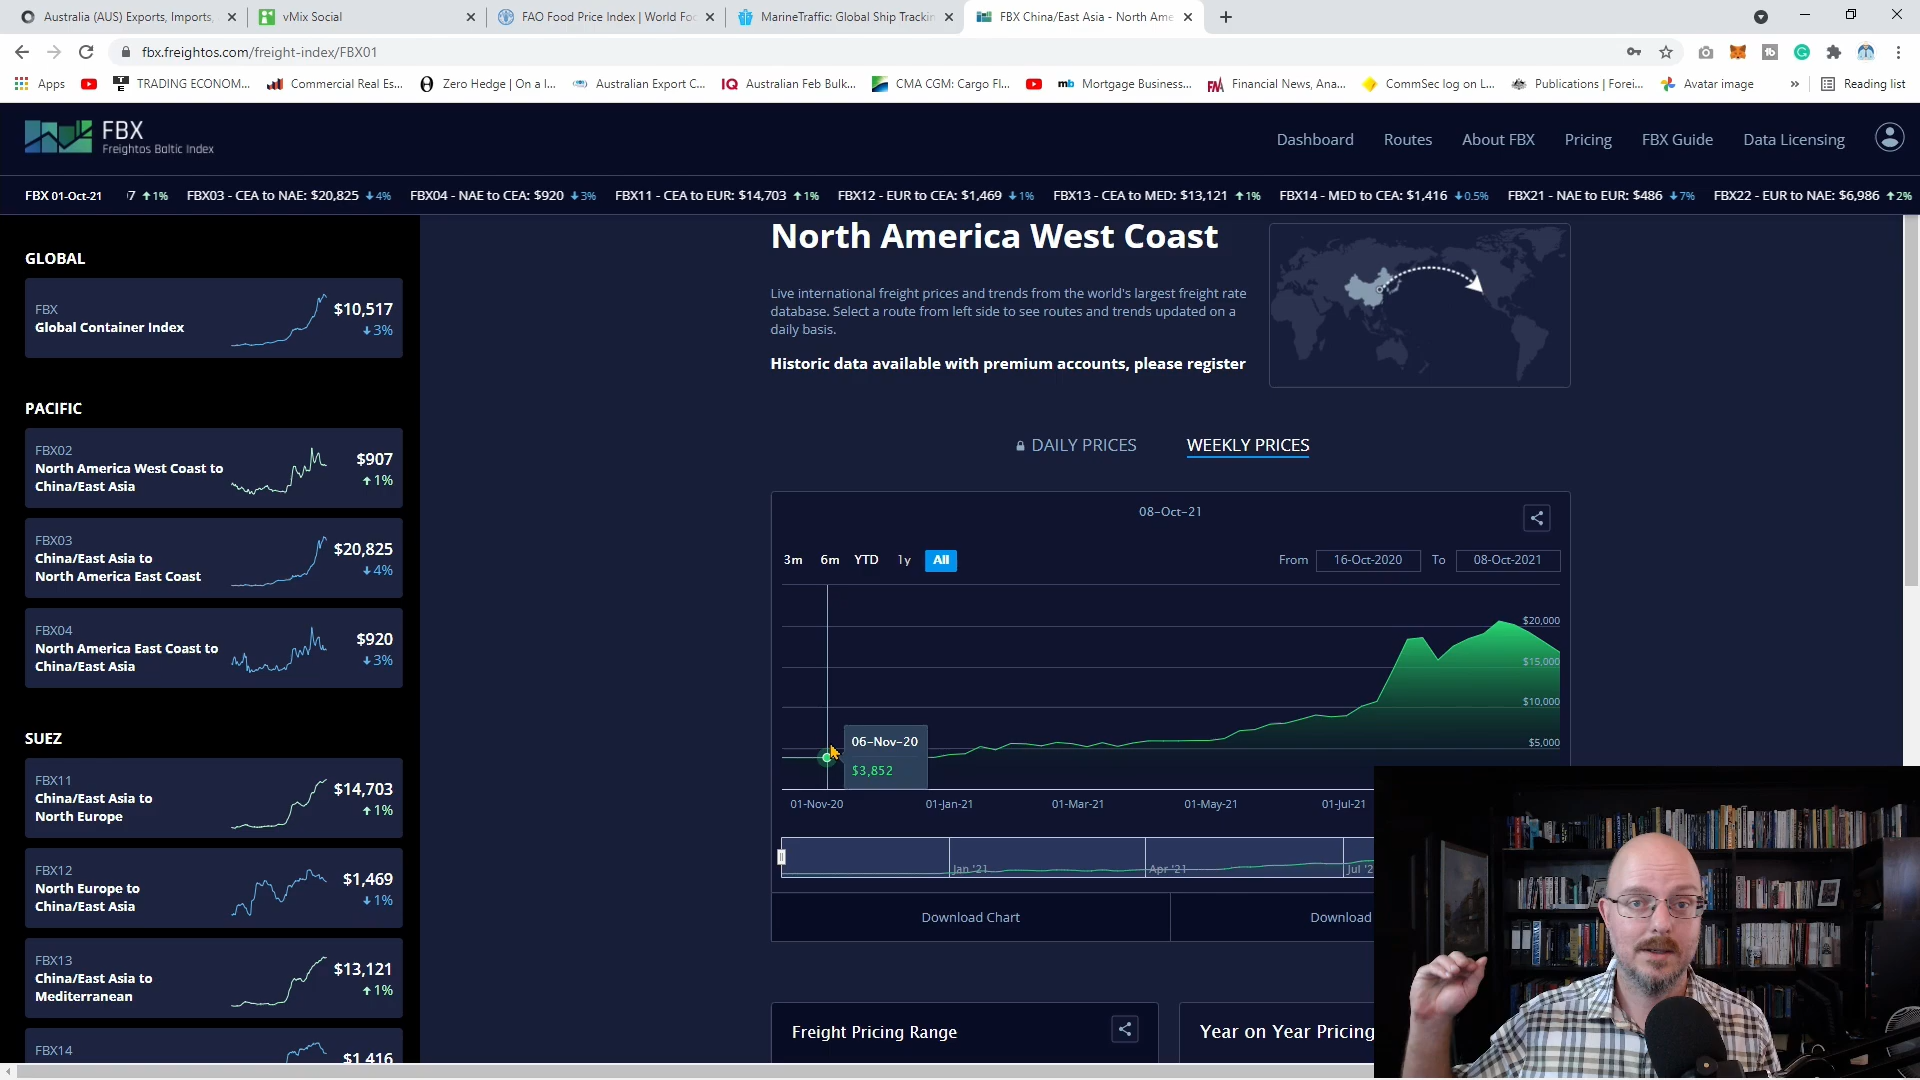 Australia (AUS) Exports, Imports,
vMix Social
FAO Food Price Index | World Foo
MarineTraffic: Global Ship Trackin
FBX China/East Asia - North Ame
fbx.freightos.com/freight-index/FBX01
Apps
TRADING ECONOM...
Commercial Real Es...
Zero Hedge | On a l...
Australian Export C...
IQ
Australian Feb Bulk...
CMA CGM: Cargo Fl...
mb
Mortgage Business...
FM
Financial News, Ana...
CommSec log on L...
Publications | Forei...
Avatar image
»
Reading list
FBX
Freightos Baltic Index
Dashboard
Routes
About FBX
Pricing
FBX Guide
Data Licensing
FBX 01-Oct-21
7 1%
FBX03 - CEA to NAE: $20,825 4%
FBX04 - NAE to CEA: $920 3%
FBX11 - CEA to EUR: $14,703 1%
FBX12 - EUR to CEA: $1,469 1%
FBX13 - CEA to MED: $13,121 1%
FBX14 - MED to CEA: $1,416 0.5%
FBX21 - NAE to EUR: $486 7%
FBX22 - EUR to NAE: $6,986 2%
GLOBAL
FBX
Global Container Index
$10,517
3%
PACIFIC
FBX02
North America West Coast to
China/East Asia
$907
1%
FBX03
China/East Asia to
North America East Coast
$20,825
4%
FBX04
North America East Coast to
China/East Asia
$920
3%
SUEZ
FBX11
China/East Asia to
North Europe
$14,703
1%
FBX12
North Europe to
China/East Asia
$1,469
1%
FBX13
China/East Asia to
Mediterranean
$13,121
1%
FBX14
$1,416
North America West Coast
Live international freight prices and trends from the world's largest freight rate
database. Select a route from left side to see routes and trends updated on a
daily basis.
Historic data available with premium accounts, please register
DAILY PRICES
WEEKLY PRICES
08-Oct-21
3m
6m
YTD
1y
All
From
16-Oct-2020
To
08-Oct-2021
$20,000
$15,000
$10,000
$5,000
06-Nov-20
$3,852
01-Nov-20
01-Jan-21
01-Mar-21
01-May-21
01-Jul-21
Jan '21
Apr '21
Jul '2
Download Chart
Download
Freight Pricing Range
Year on Year Pricing